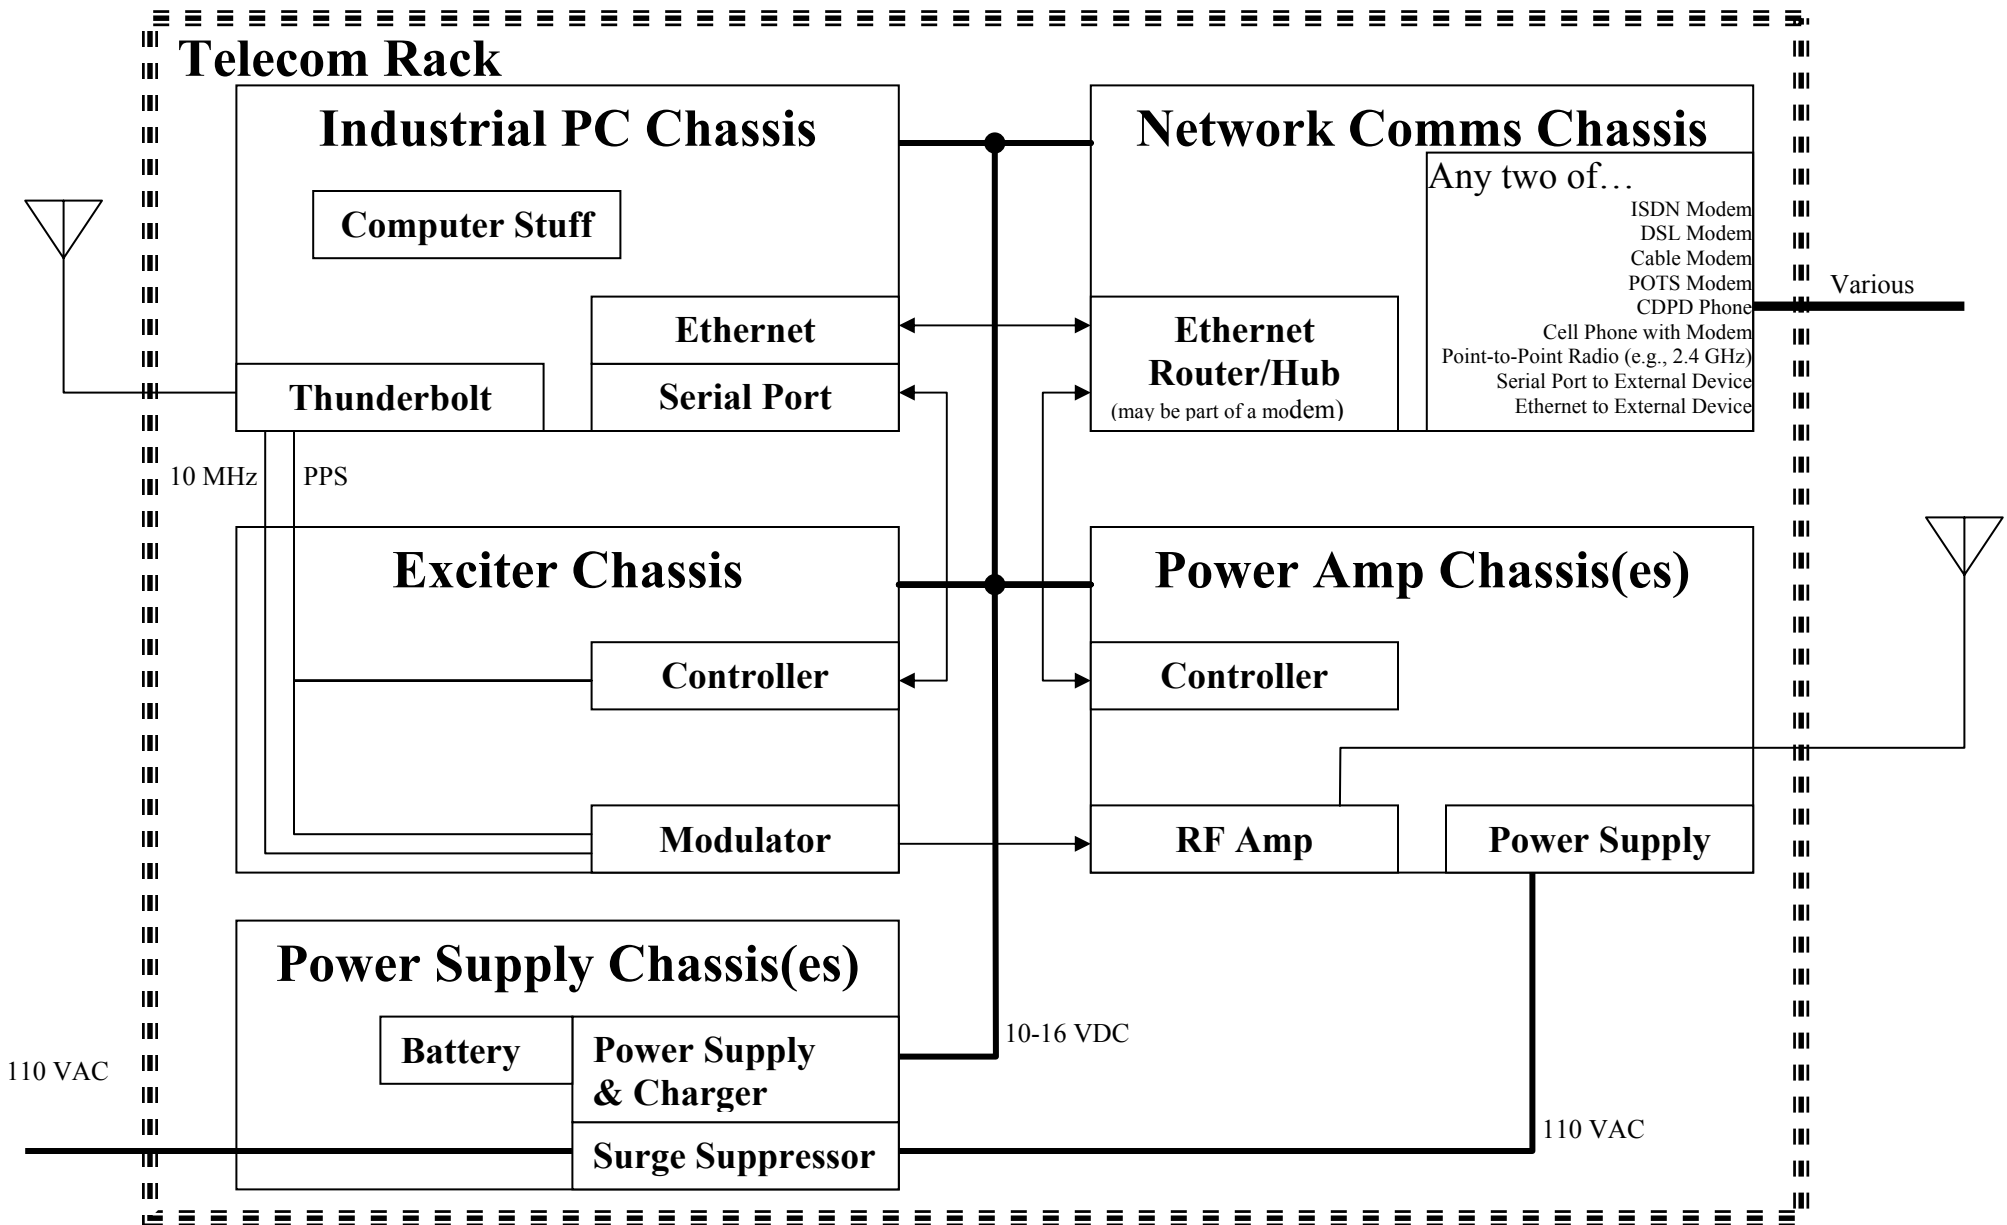 Telecom Rack
Industrial PC Chassis
Computer Stuff
Ethernet
Serial Port
Thunderbolt
10 MHz
PPS
Network Comms Chassis
Any two of…
ISDN Modem
DSL Modem
Cable Modem
POTS Modem
CDPD Phone
Cell Phone with Modem
Point-to-Point Radio (e.g., 2.4 GHz)
Serial Port to External Device
Ethernet to External Device
Ethernet
Router/Hub
(may be part of a modem)
Various
Exciter Chassis
Controller
Modulator
Power Amp Chassis(es)
Controller
RF Amp
Power Supply
Power Supply Chassis(es)
Battery
Power Supply
& Charger
Surge Suppressor
10-16 VDC
110 VAC
110 VAC